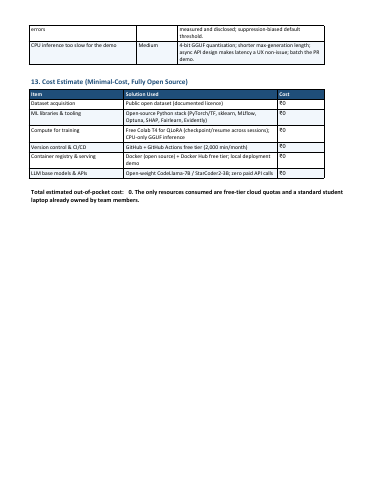 errors measured and disclosed; suppression-biased default
threshold.
CPU inference too slow for the demo Medium 4-bit GGUF quantisation; shorter max-generation length;
async API design makes latency a UX non-issue; batch the PR
demo.
13. Cost Estimate (Minimal-Cost, Fully Open Source)
Item Solution Used Cost
Dataset acquisition Public open dataset (documented licence) ₹0
ML libraries & tooling Open-source Python stack (PyTorch/TF, sklearn, MLflow, ₹0
Optuna, SHAP, Fairlearn, Evidently)
Compute for training Free Colab T4 for QLoRA (checkpoint/resume across sessions); ₹0
CPU-only GGUF inference
Version control & CI/CD GitHub + GitHub Actions free tier (2,000 min/month) ₹0
Container registry & serving Docker (open source) + Docker Hub free tier; local deployment ₹0
demo
LLM base models & APIs Open-weight CodeLlama-7B / StarCoder2-3B; zero paid API calls ₹0
Total estimated out-of-pocket cost: 0. The only resources consumed are free-tier cloud quotas and a standard student
laptop already owned by team members.